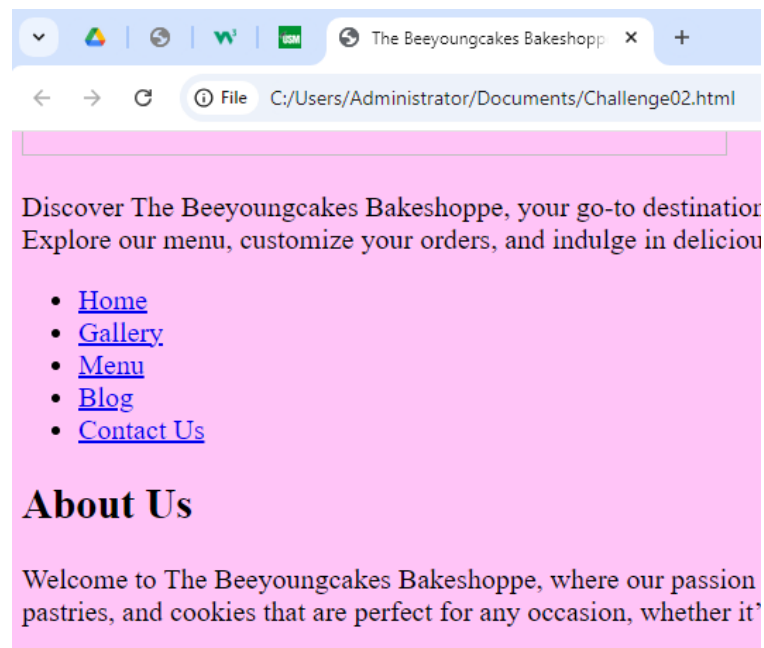 The Beeyoungcakes Bakeshopp
File C:/Users/Administrator/Documents/Challenge02.html
Discover The Beeyoungcakes Bakeshoppe, your go-to destination
Explore our menu, customize your orders, and indulge in deliciou
Home
Gallery
Menu
Blog
Contact Us
About Us
Welcome to The Beeyoungcakes Bakeshoppe, where our passion
pastries, and cookies that are perfect for any occasion, whether it’